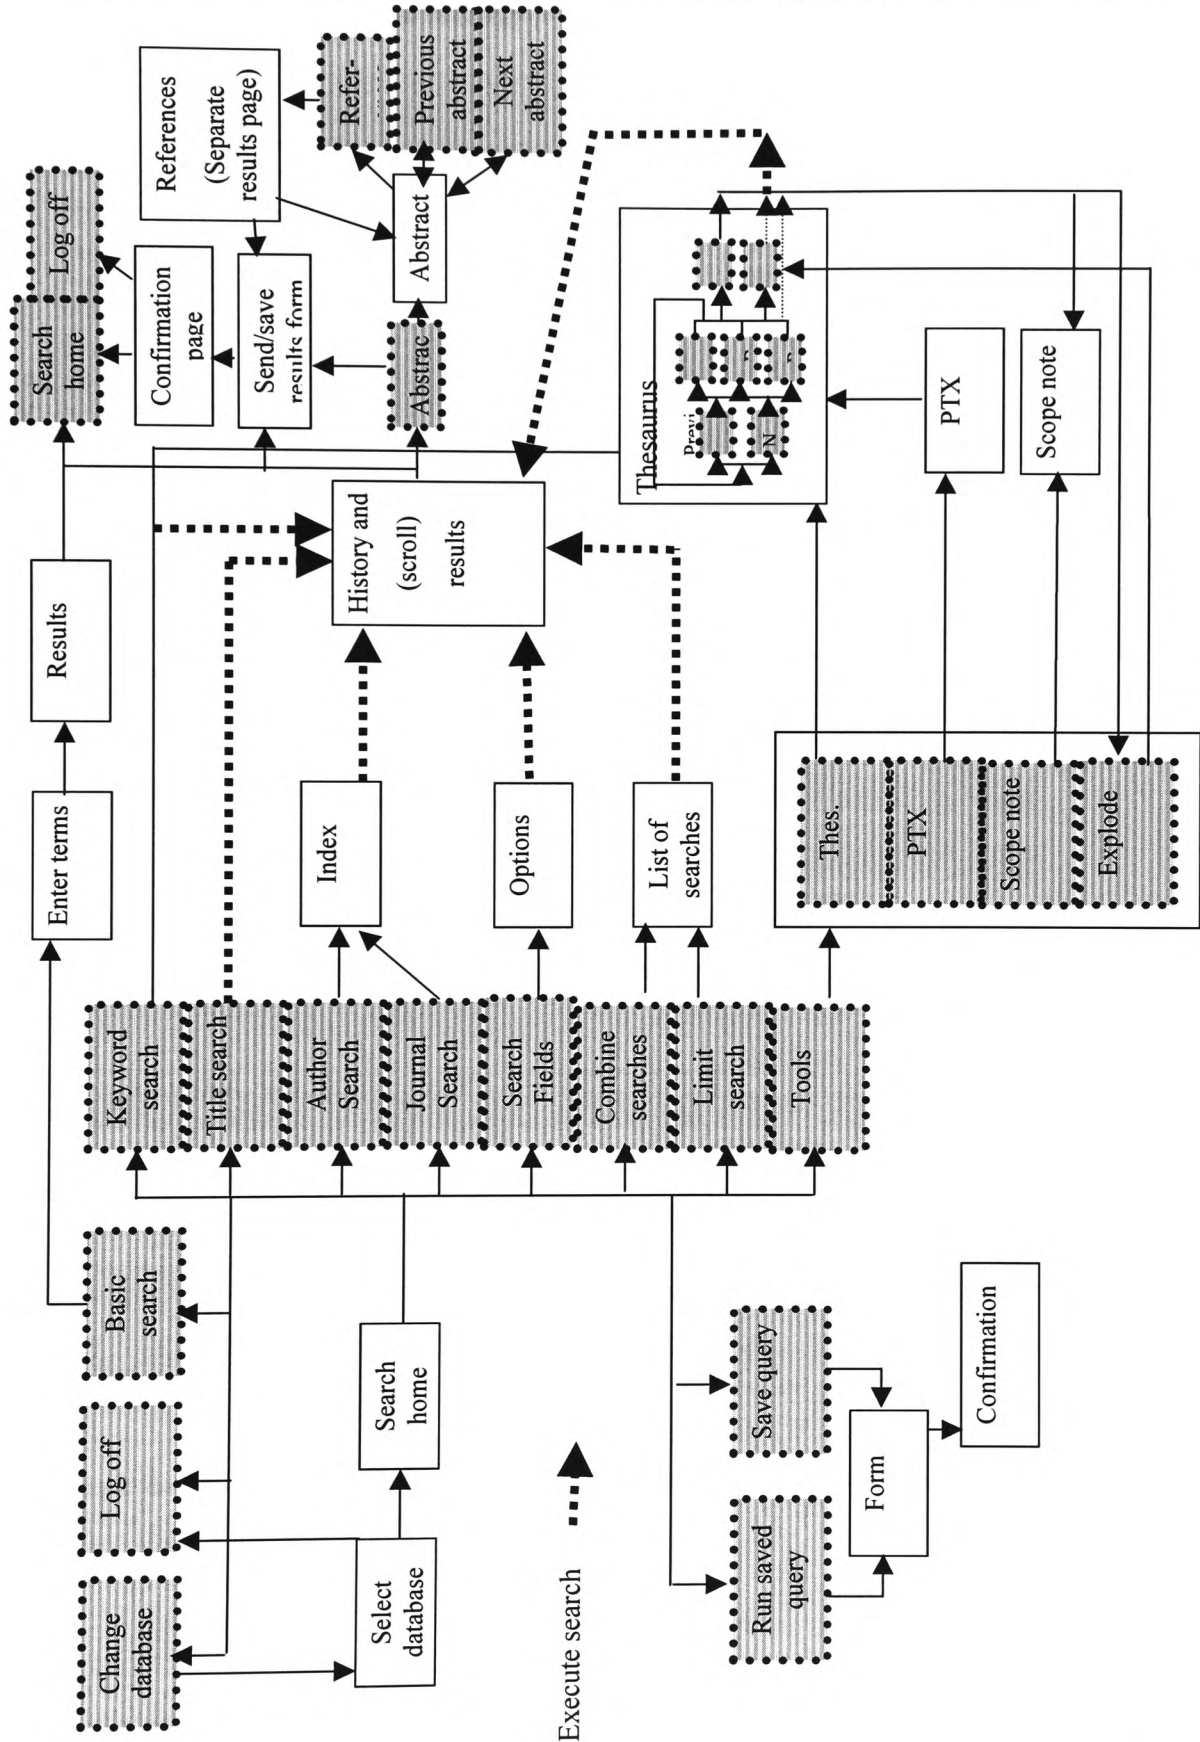 Change
database
Log off
Basic
search
Select
database
Search
home
Enter terms
Results
Search
home
Log off
Confirmation
page
Send/save
results form
References
(Separate
results page)
Refer-
Previous
abstract
Next
abstract
Abstrac
Abstract
Keyword
search
Title search
Author
Search
Journal
Search
Search
Fields
Combine
searches
Limit
search
Tools
Index
Options
List of
searches
History and
(scroll)
results
Thesaurus
Previ
N
PTX
Scope note
Thes.
PTX
Scope note
Explode
Execute search
Run saved
query
Save query
Form
Confirmation